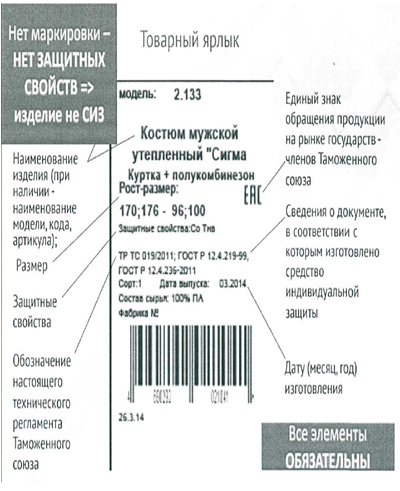 Нет маркировки –
НЕТ ЗАЩИТНЫХ
СВОЙСТВ =>
изделие не СИЗ
Товарный ярлык
модель: 2.133
Костюм мужской
утепленный "Сигма
Куртка + полукомбинезон
Рост-размер:
170;176 - 96;100
EAC
Защитные свойства:Со Тнв
ТР ТС 019/2011; ГОСТ Р 12.4.219-99,
ГОСТ Р 12.4.236-2011
Сорт:1 Дата выпуска: 03.2014
Состав сырья: 100% ПА
Фабрика №
26.3.14
Наименование
изделия (при
наличии -
наименование
модели, кода,
артикула);
Размер
Защитные
свойства
Обозначение
настоящего
технического
регламента
Таможенного
союза
Единый знак
обращения продукции
на рынке государств -
членов Таможенного
союза
Сведения о документе,
в соответствии с
которым изготовлено
средство
индивидуальной
защиты
Дату (месяц, год)
изготовления
Все элементы
ОБЯЗАТЕЛЬНЫ